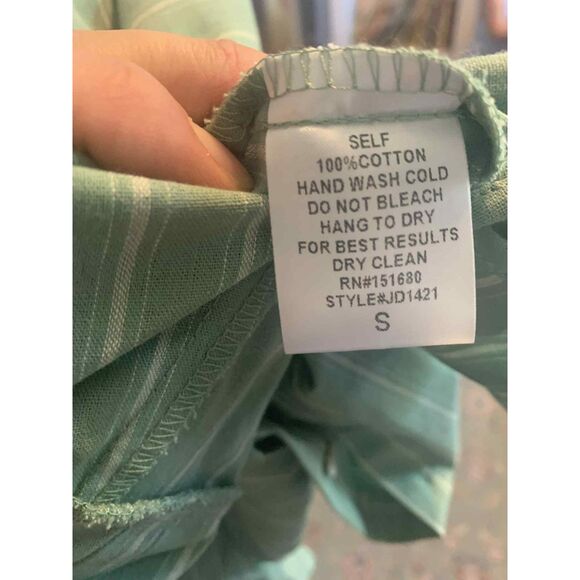 SELF
100%COTTON
HAND WASH COLD
DO NOT BLEACH
HANG TO DRY
FOR BEST RESULTS
DRY CLEAN
RN#151680
STYLE#JD1421
S